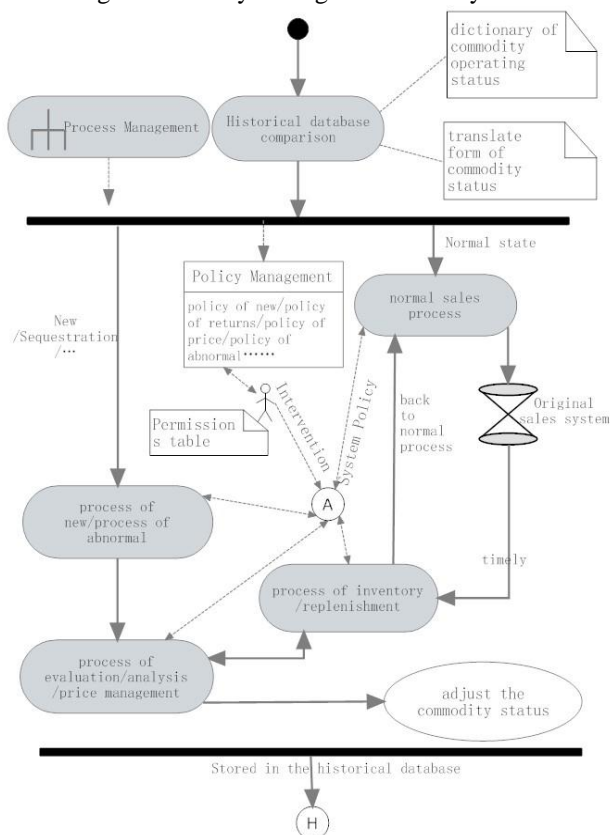 dictionary of
commodity
operating
status
Process Management
Historical database
comparison
translate
form of
commodity
status
Normal state
Policy Management
policy of new/policy
of returns/policy of
price/policy of
abnormal······
normal sales
process
New
/Sequestration
/···
Intervention
System Policy
back
to
normal
process
Original
sales system
Permission
s table
A
process of
new/process of
abnormal
timely
process of inventory
/replenishment
process of
evaluation/analysis
/price management
adjust the
commodity status
Stored in the historical database
H